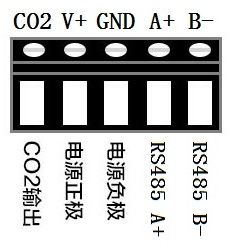 CO2 V+ GND A+ B-
CO2输出
电源正极
电源负极
RS485 A+
RS485 B-